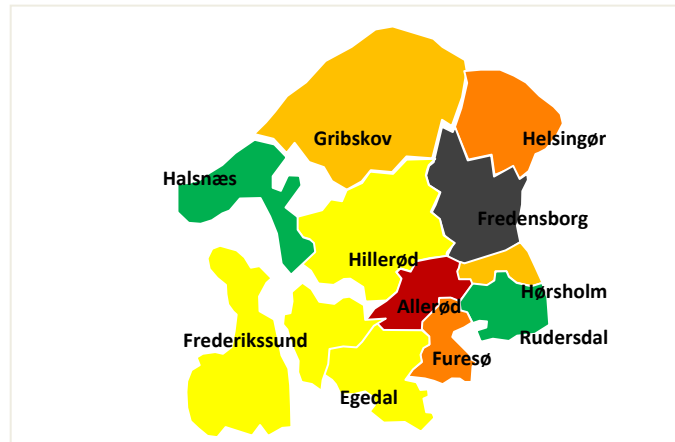 Gribskov
Helsingør
Halsnæs
Fredensborg
Hillerød
Hørsholm
Allerød
Rudersdal
Frederikssund
Furesø
Egedal